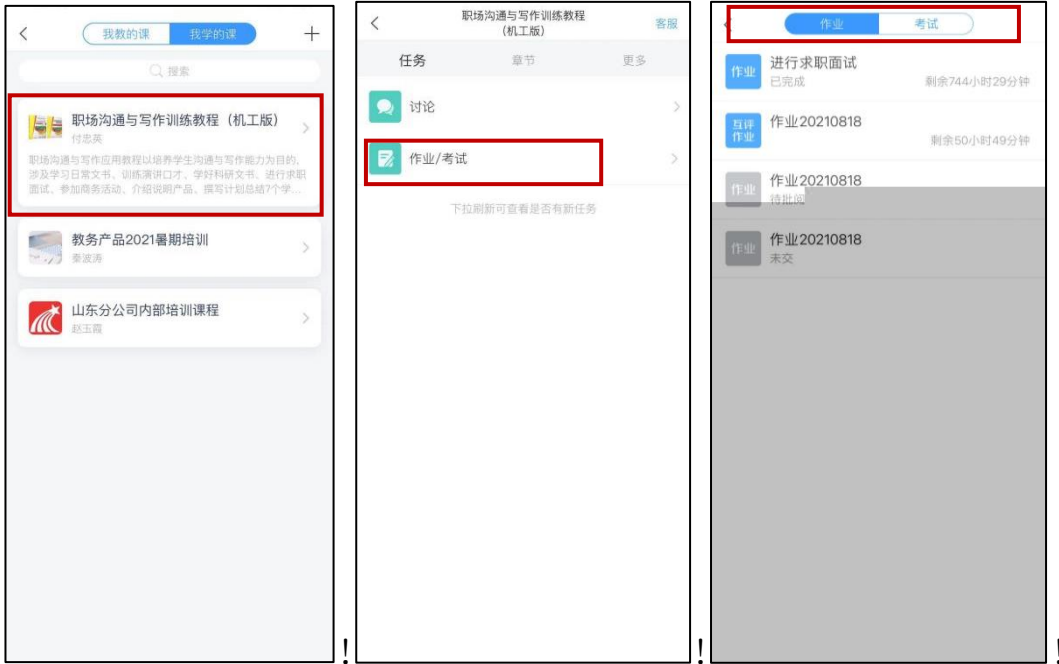 我教的课 我学的课
搜索
职场沟通与写作训练教程（机工版）
付忠英
职场沟通与写作应用教程以培养学生沟通与写作能力为目的，
涉及学习日常文书、训练演讲口才、学好科研文书、进行求职
面试、参加商务活动、介绍说明产品、撰写计划总结7个学...
教务产品2021暑期培训
秦波涛
山东分公司内部培训课程
赵玉霞
!
职场沟通与写作训练教程
（机工版）
客服
任务 章节 更多
讨论
作业/考试
下拉刷新可查看是否有新任务
!
作业 考试
作业
进行求职面试
已完成 剩余744小时29分钟
互评
作业
作业20210818
剩余50小时49分钟
作业
作业20210818
待批阅
作业
作业20210818
未交
!